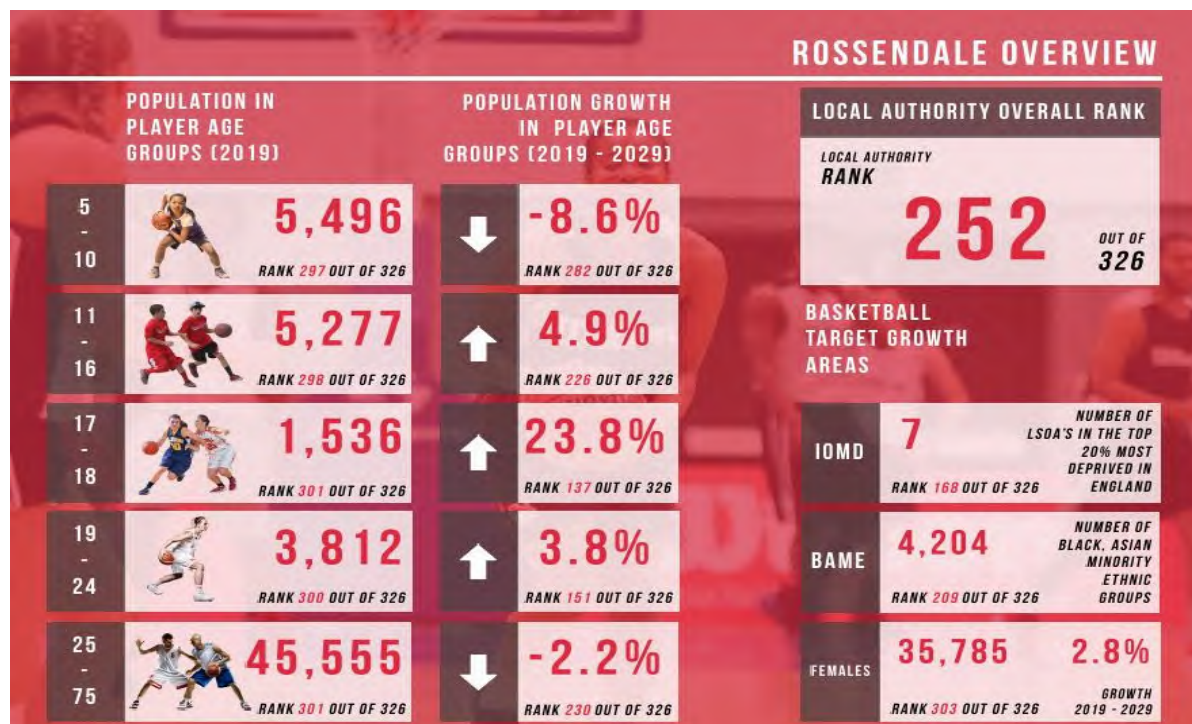 ROSSENDALE OVERVIEW
POPULATION IN
PLAYER AGE
GROUPS (2019)
5
-
10
5,496
RANK 297 OUT OF 326
11
-
16
5,277
RANK 298 OUT OF 326
17
-
18
1,536
RANK 301 OUT OF 326
19
-
24
3,812
RANK 300 OUT OF 326
25
-
75
45,555
RANK 301 OUT OF 326
POPULATION GROWTH
IN PLAYER AGE
GROUPS (2019 - 2029)
-8.6%
RANK 282 OUT OF 326
4.9%
RANK 226 OUT OF 326
23.8%
RANK 137 OUT OF 326
3.8%
RANK 151 OUT OF 326
-2.2%
RANK 230 OUT OF 326
LOCAL AUTHORITY OVERALL RANK
LOCAL AUTHORITY
RANK
252
OUT OF
326
BASKETBALL
TARGET GROWTH
AREAS
IOMD
7
RANK 168 OUT OF 326
NUMBER OF
LSOA'S IN THE TOP
20% MOST
DEPRIVED IN
ENGLAND
BAME
4,204
RANK 209 OUT OF 326
NUMBER OF
BLACK, ASIAN
MINORITY
ETHNIC
GROUPS
FEMALES
35,785
RANK 303 OUT OF 326
2.8%
GROWTH
2019 - 2029